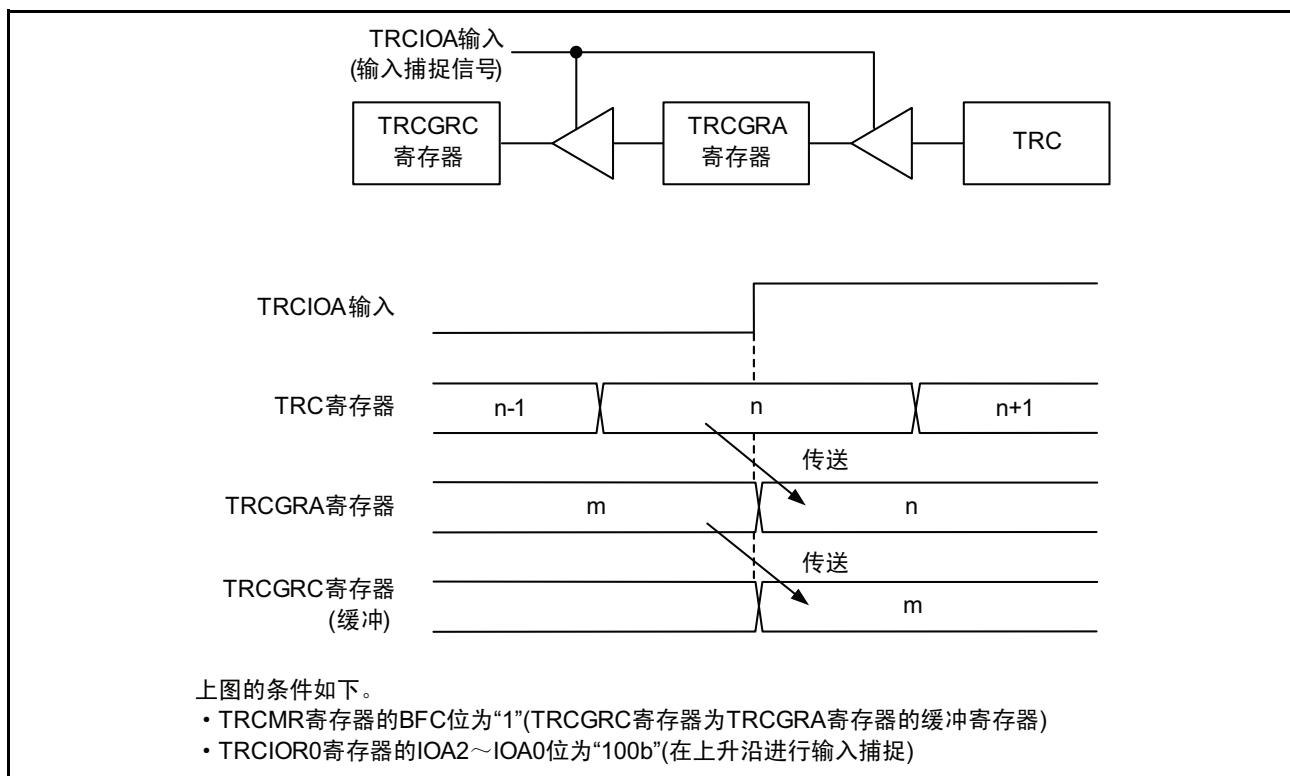 TRCIOA输入
(输入捕捉信号)
TRCGRC
寄存器
TRCGRA
寄存器
TRC
TRCIOA输入
TRC寄存器
n-1
n
n+1
传送
TRCGRA寄存器
m
n
传送
TRCGRC寄存器
(缓冲)
m
上图的条件如下。
・TRCMR寄存器的BFC位为“1”(TRCGRC寄存器为TRCGRA寄存器的缓冲寄存器)
・TRCIOR0寄存器的IOA2～IOA0位为“100b”(在上升沿进行输入捕捉)